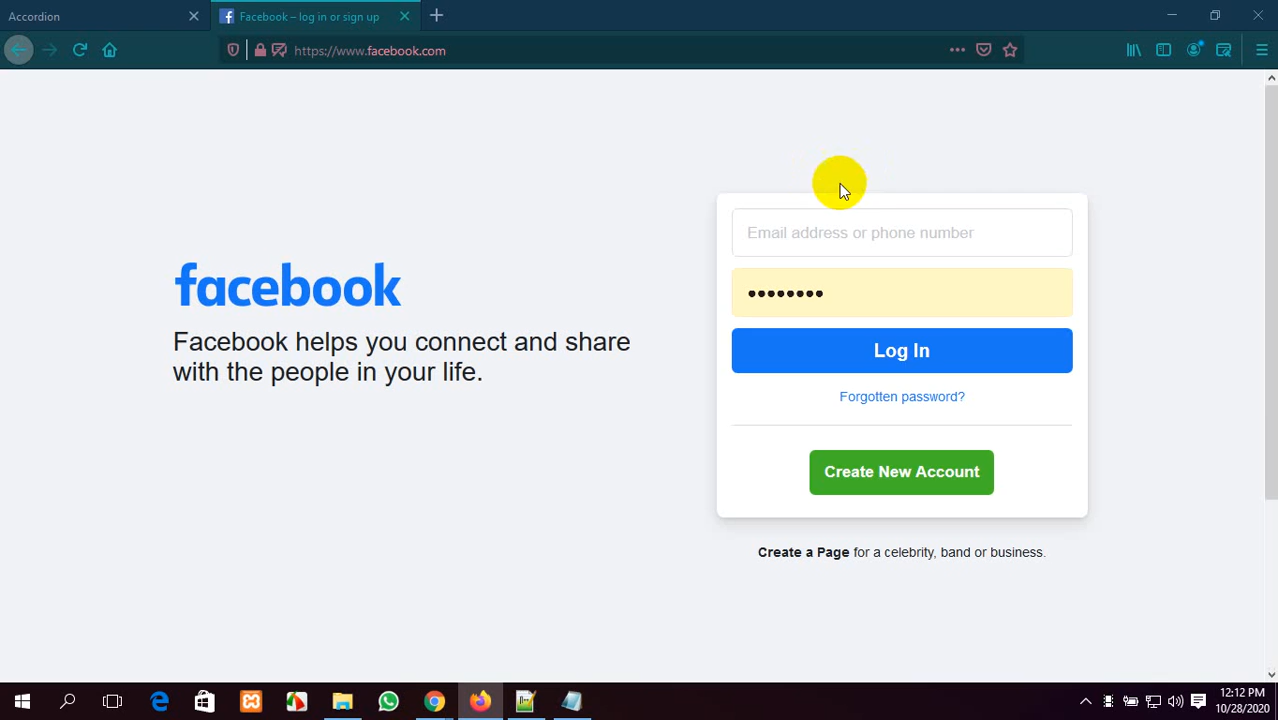 Accordion
Facebook – log in or sign up
https://www.facebook.com
facebook
Facebook helps you connect and share
with the people in your life.
Email address or phone number
Log In
Forgotten password?
Create New Account
Create a Page for a celebrity, band or business.
12:12 PM
10/28/2020